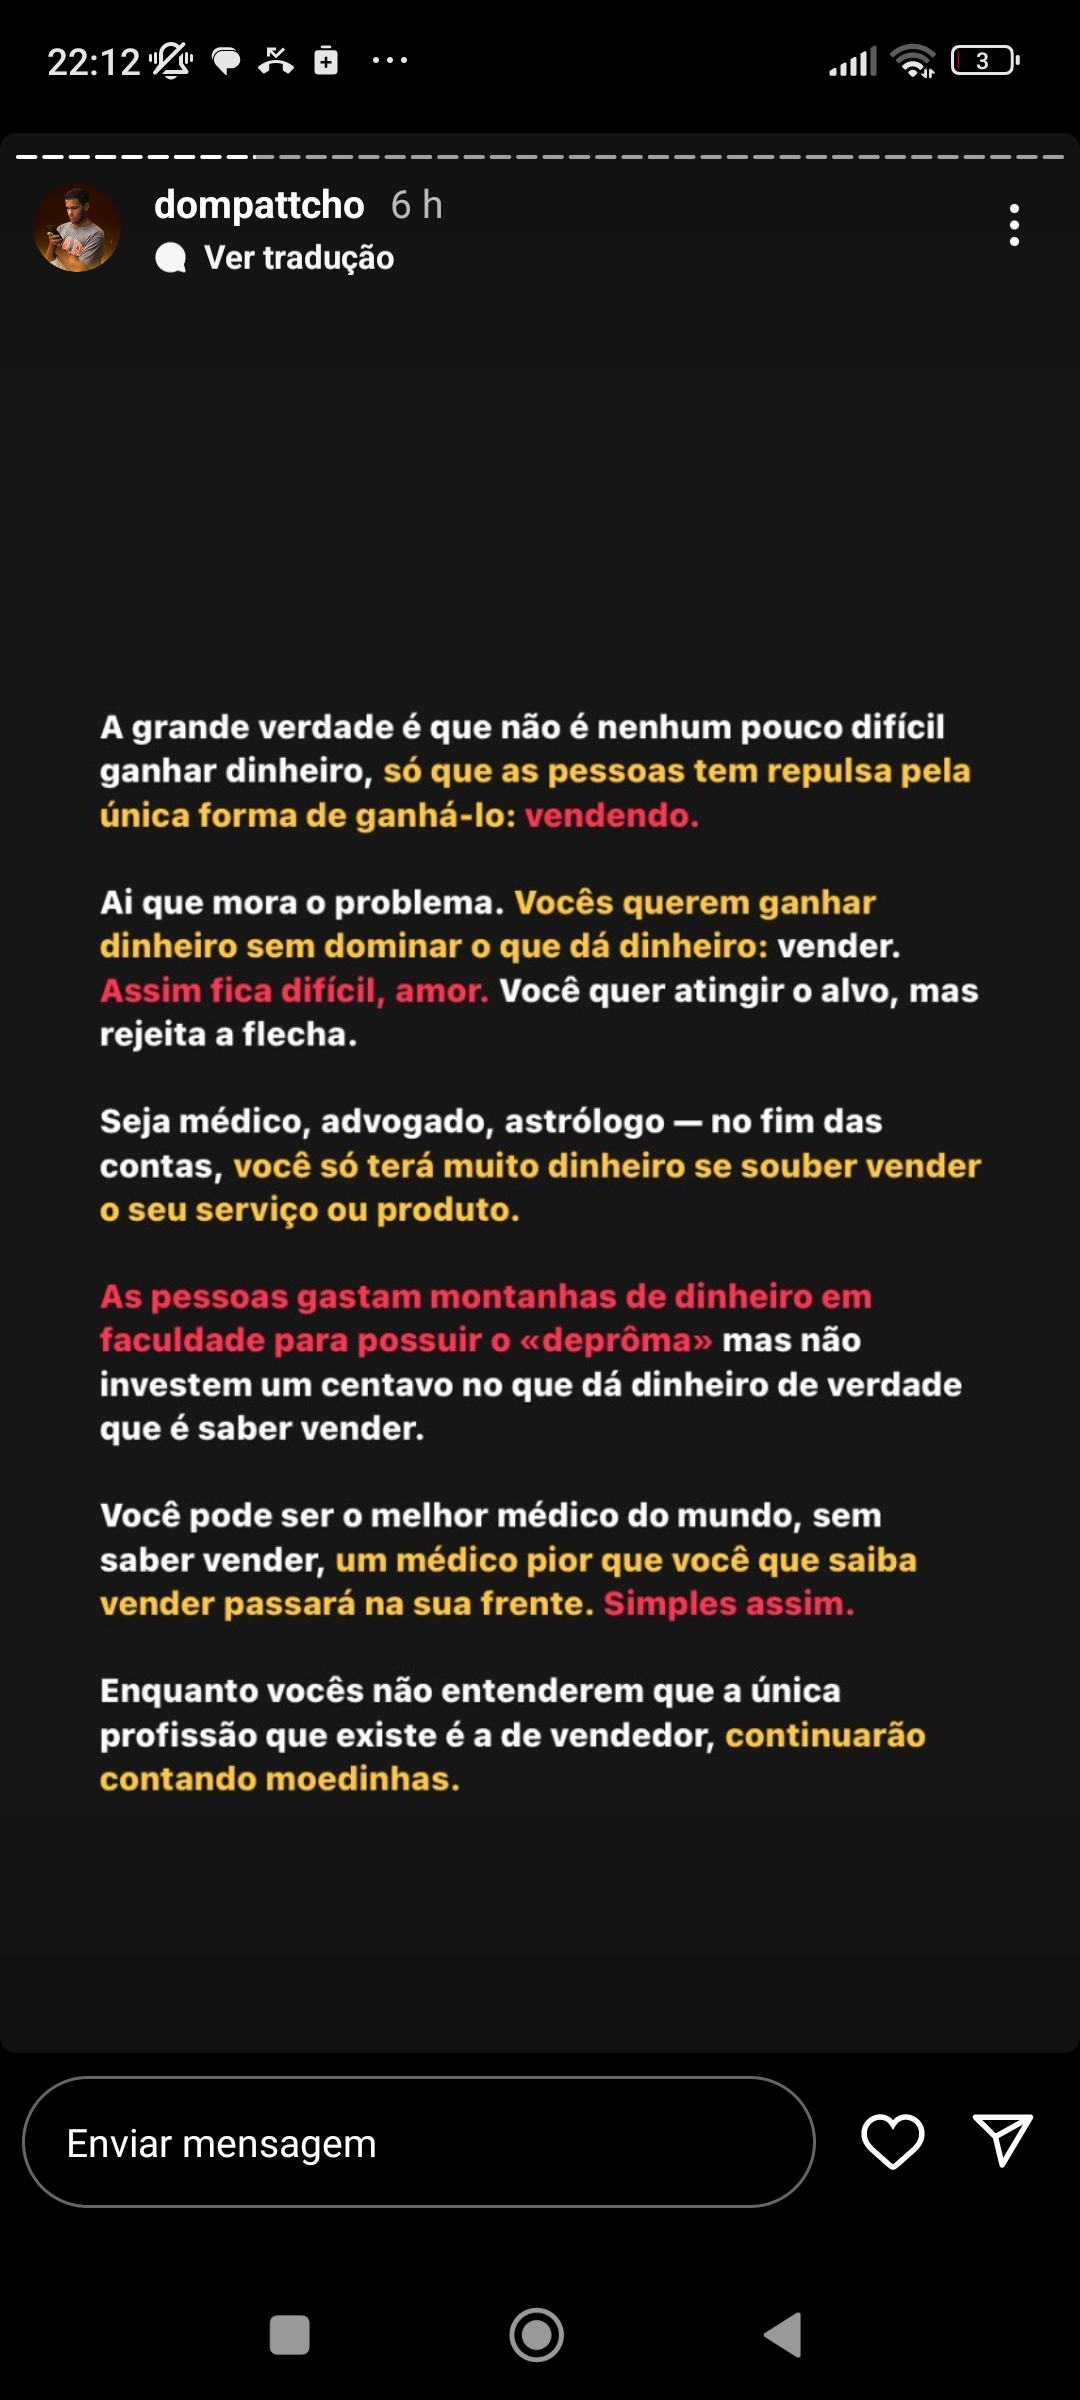 22:12
3
dompattcho 6 h
Ver tradução
A grande verdade é que não é nenhum pouco difícil
ganhar dinheiro, só que as pessoas tem repulsa pela
única forma de ganhá-lo: vendendo.
Ai que mora o problema. Vocês querem ganhar
dinheiro sem dominar o que dá dinheiro: vender.
Assim fica difícil, amor. Você quer atingir o alvo, mas
rejeita a flecha.
Seja médico, advogado, astrólogo — no fim das
contas, você só terá muito dinheiro se souber vender
o seu serviço ou produto.
As pessoas gastam montanhas de dinheiro em
faculdade para possuir o «deprôma» mas não
investem um centavo no que dá dinheiro de verdade
que é saber vender.
Você pode ser o melhor médico do mundo, sem
saber vender, um médico pior que você que saiba
vender passará na sua frente. Simples assim.
Enquanto vocês não entenderem que a única
profissão que existe é a de vendedor, continuarão
contando moedinhas.
Enviar mensagem